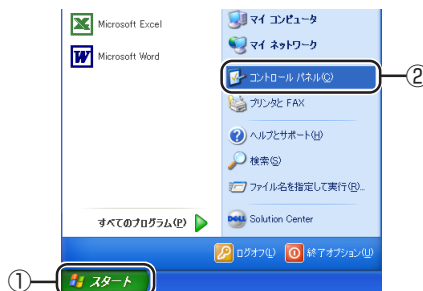 Microsoft Excel
Microsoft Word
すべてのプログラム(P)
マイ コンピュータ
マイ ネットワーク
コントロール パネル(C)
②
プリンタと FAX
ヘルプとサポート(H)
検索(S)
ファイル名を指定して実行(R)...
DELL Solution Center
ログオフ(L) 終了オプション(U)
① スタート